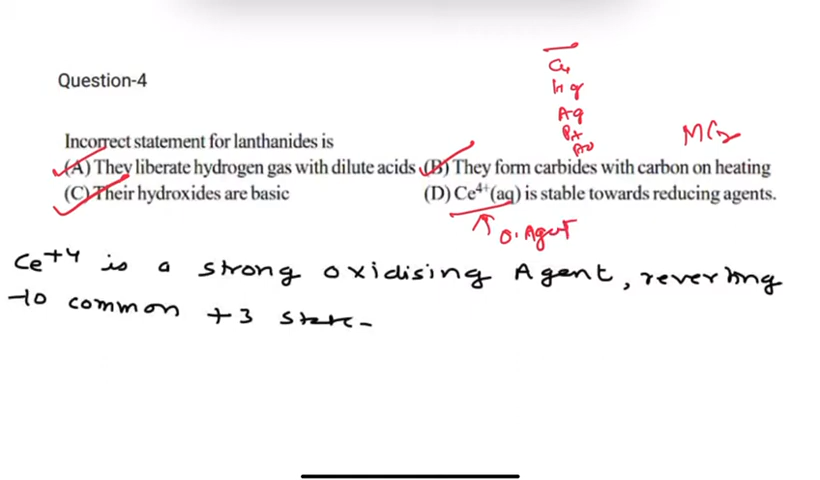 Question-4
Cu
Hg
Ag
Pt
Au
MC₂
Incorrect statement for lanthanides is
(A) They liberate hydrogen gas with dilute acids (B) They form carbides with carbon on heating
(C) Their hydroxides are basic (D) Ce⁴⁺(aq) is stable towards reducing agents.
O. Agent
Ce⁺⁴ is a strong oxidising Agent, reverting
to common +3 state -